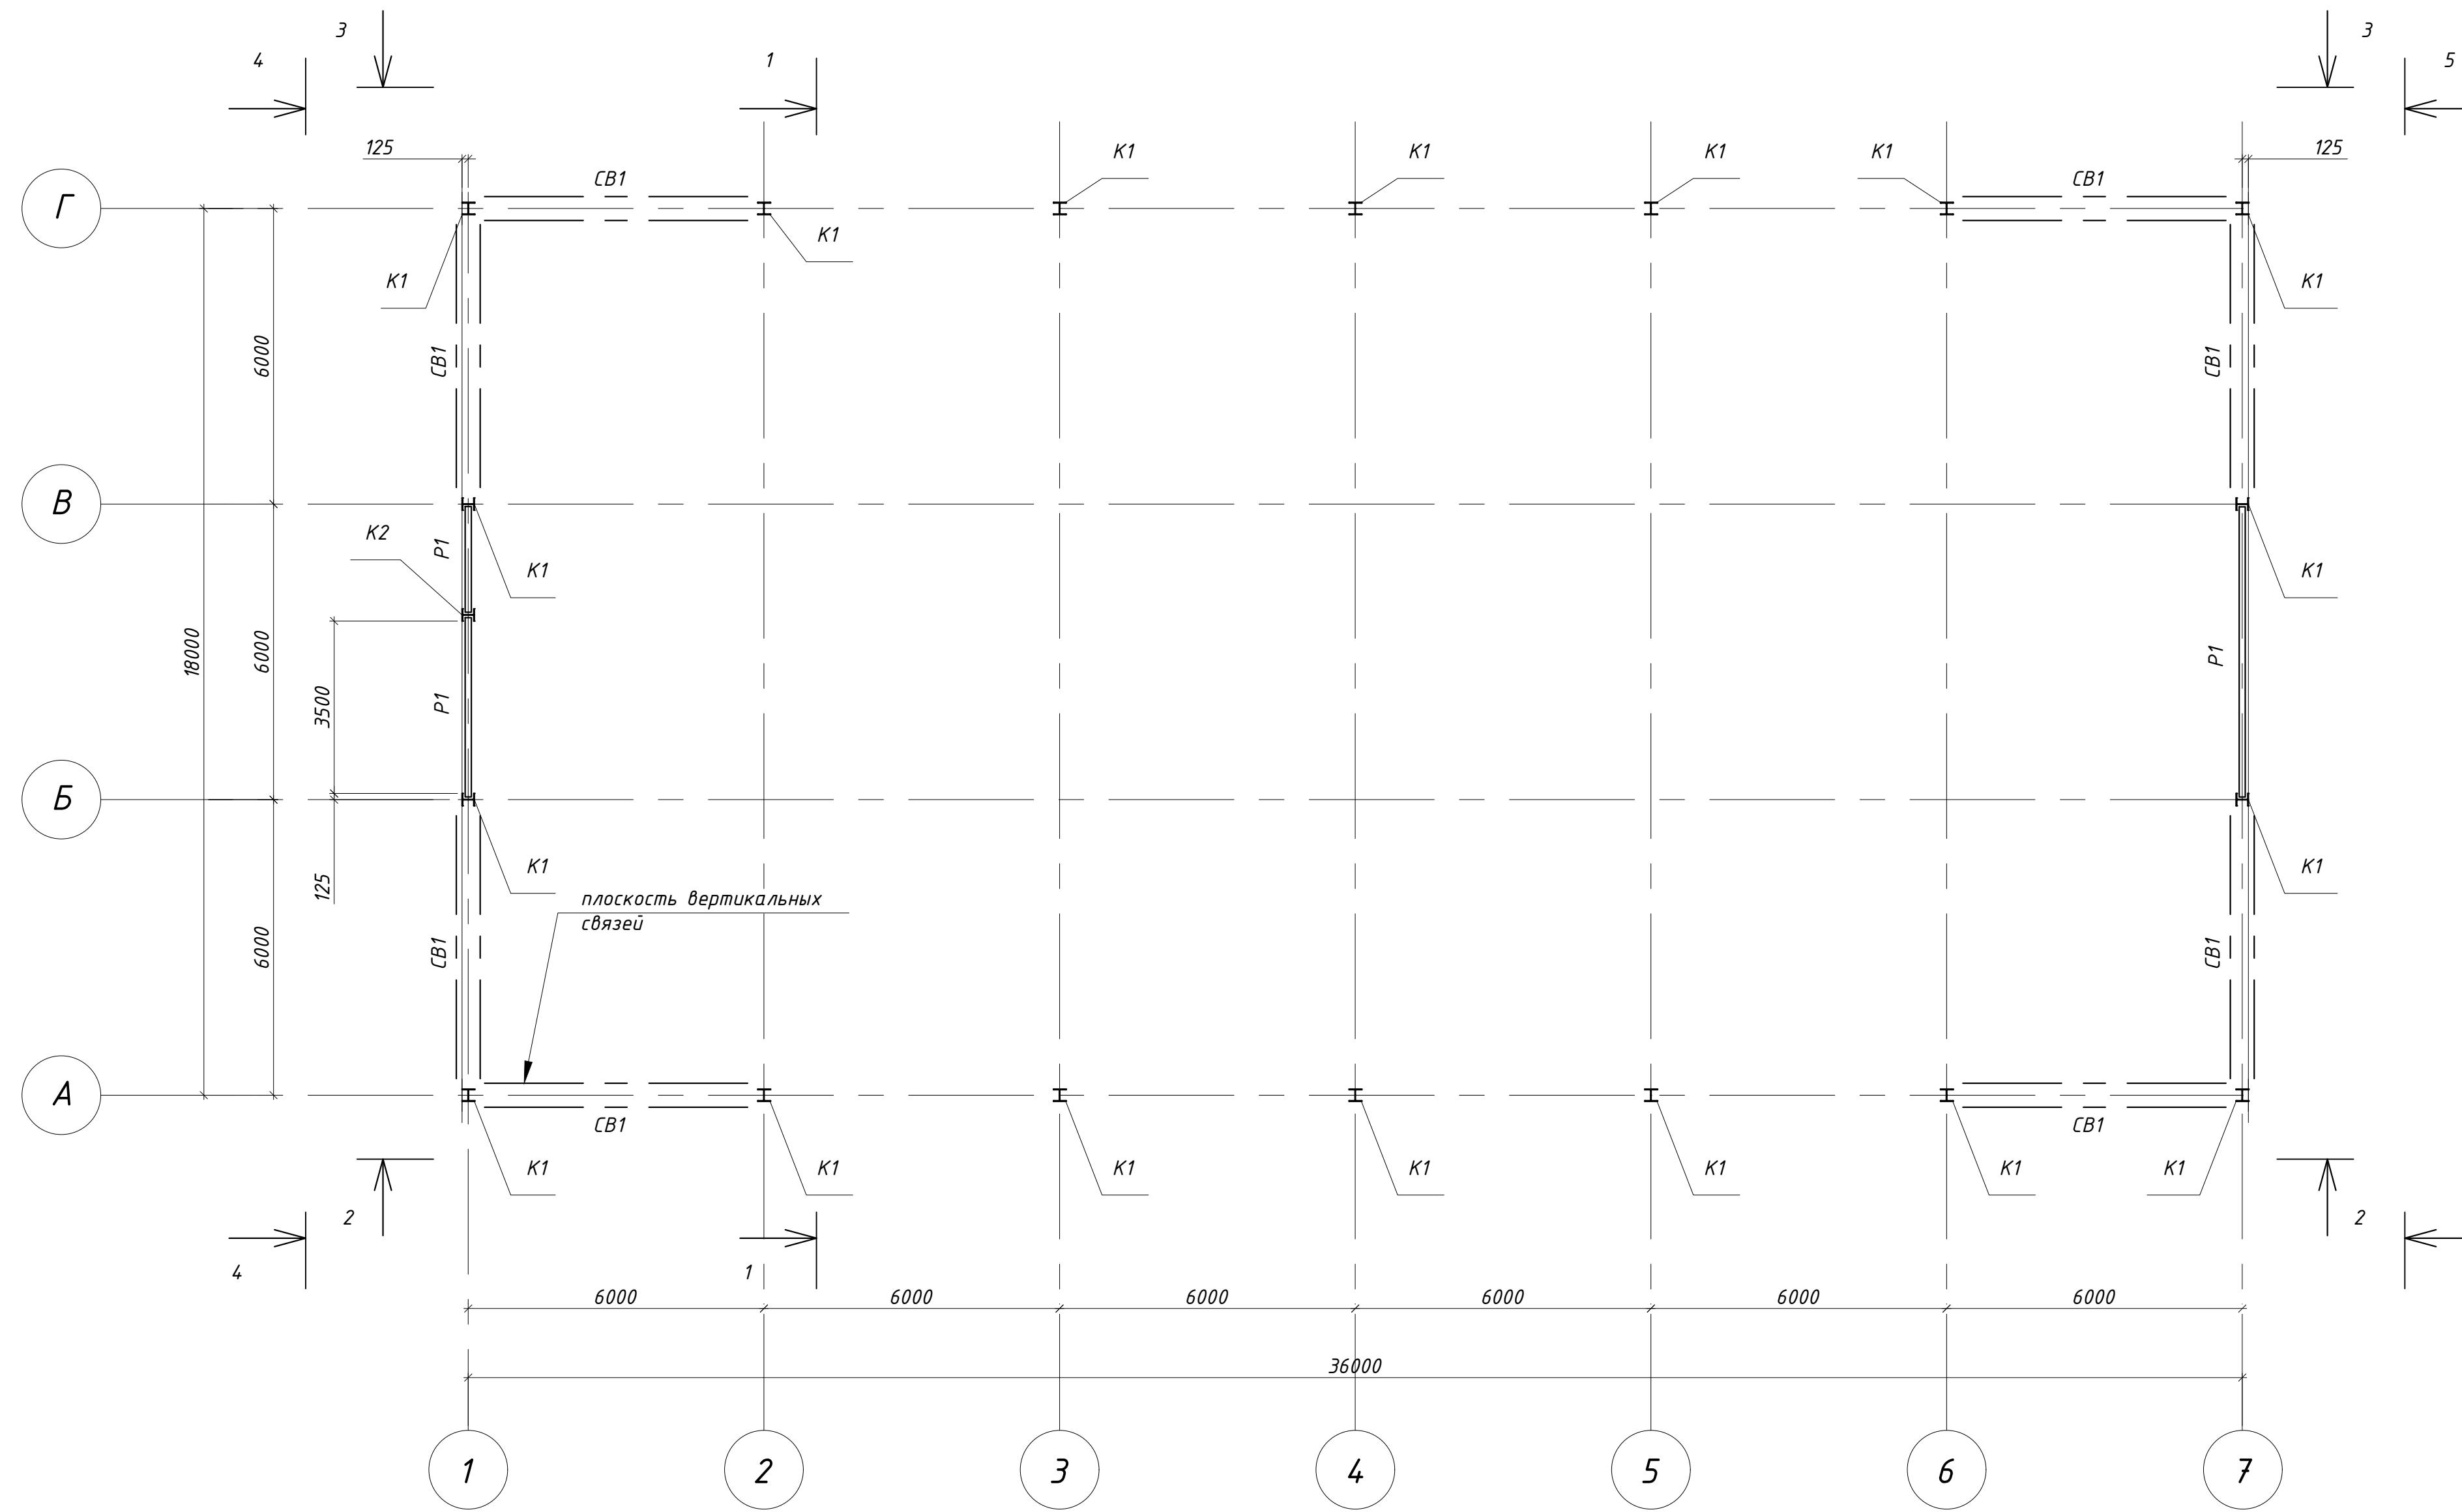 3
3
4
1
5
125
К1
К1
К1
К1
125
СВ1
СВ1
Г
К1
К1
К1
6000
СВ1
СВ1
В
К2
Р1
К1
К1
18000
6000
Р1
3500
Р1
Б
К1
К1
125
плоскость вертикальных
связей
6000
СВ1
СВ1
А
СВ1
СВ1
К1
К1
К1
К1
К1
К1
К1
2
2
4
1
6000
6000
6000
6000
6000
6000
36000
1
2
3
4
5
6
7